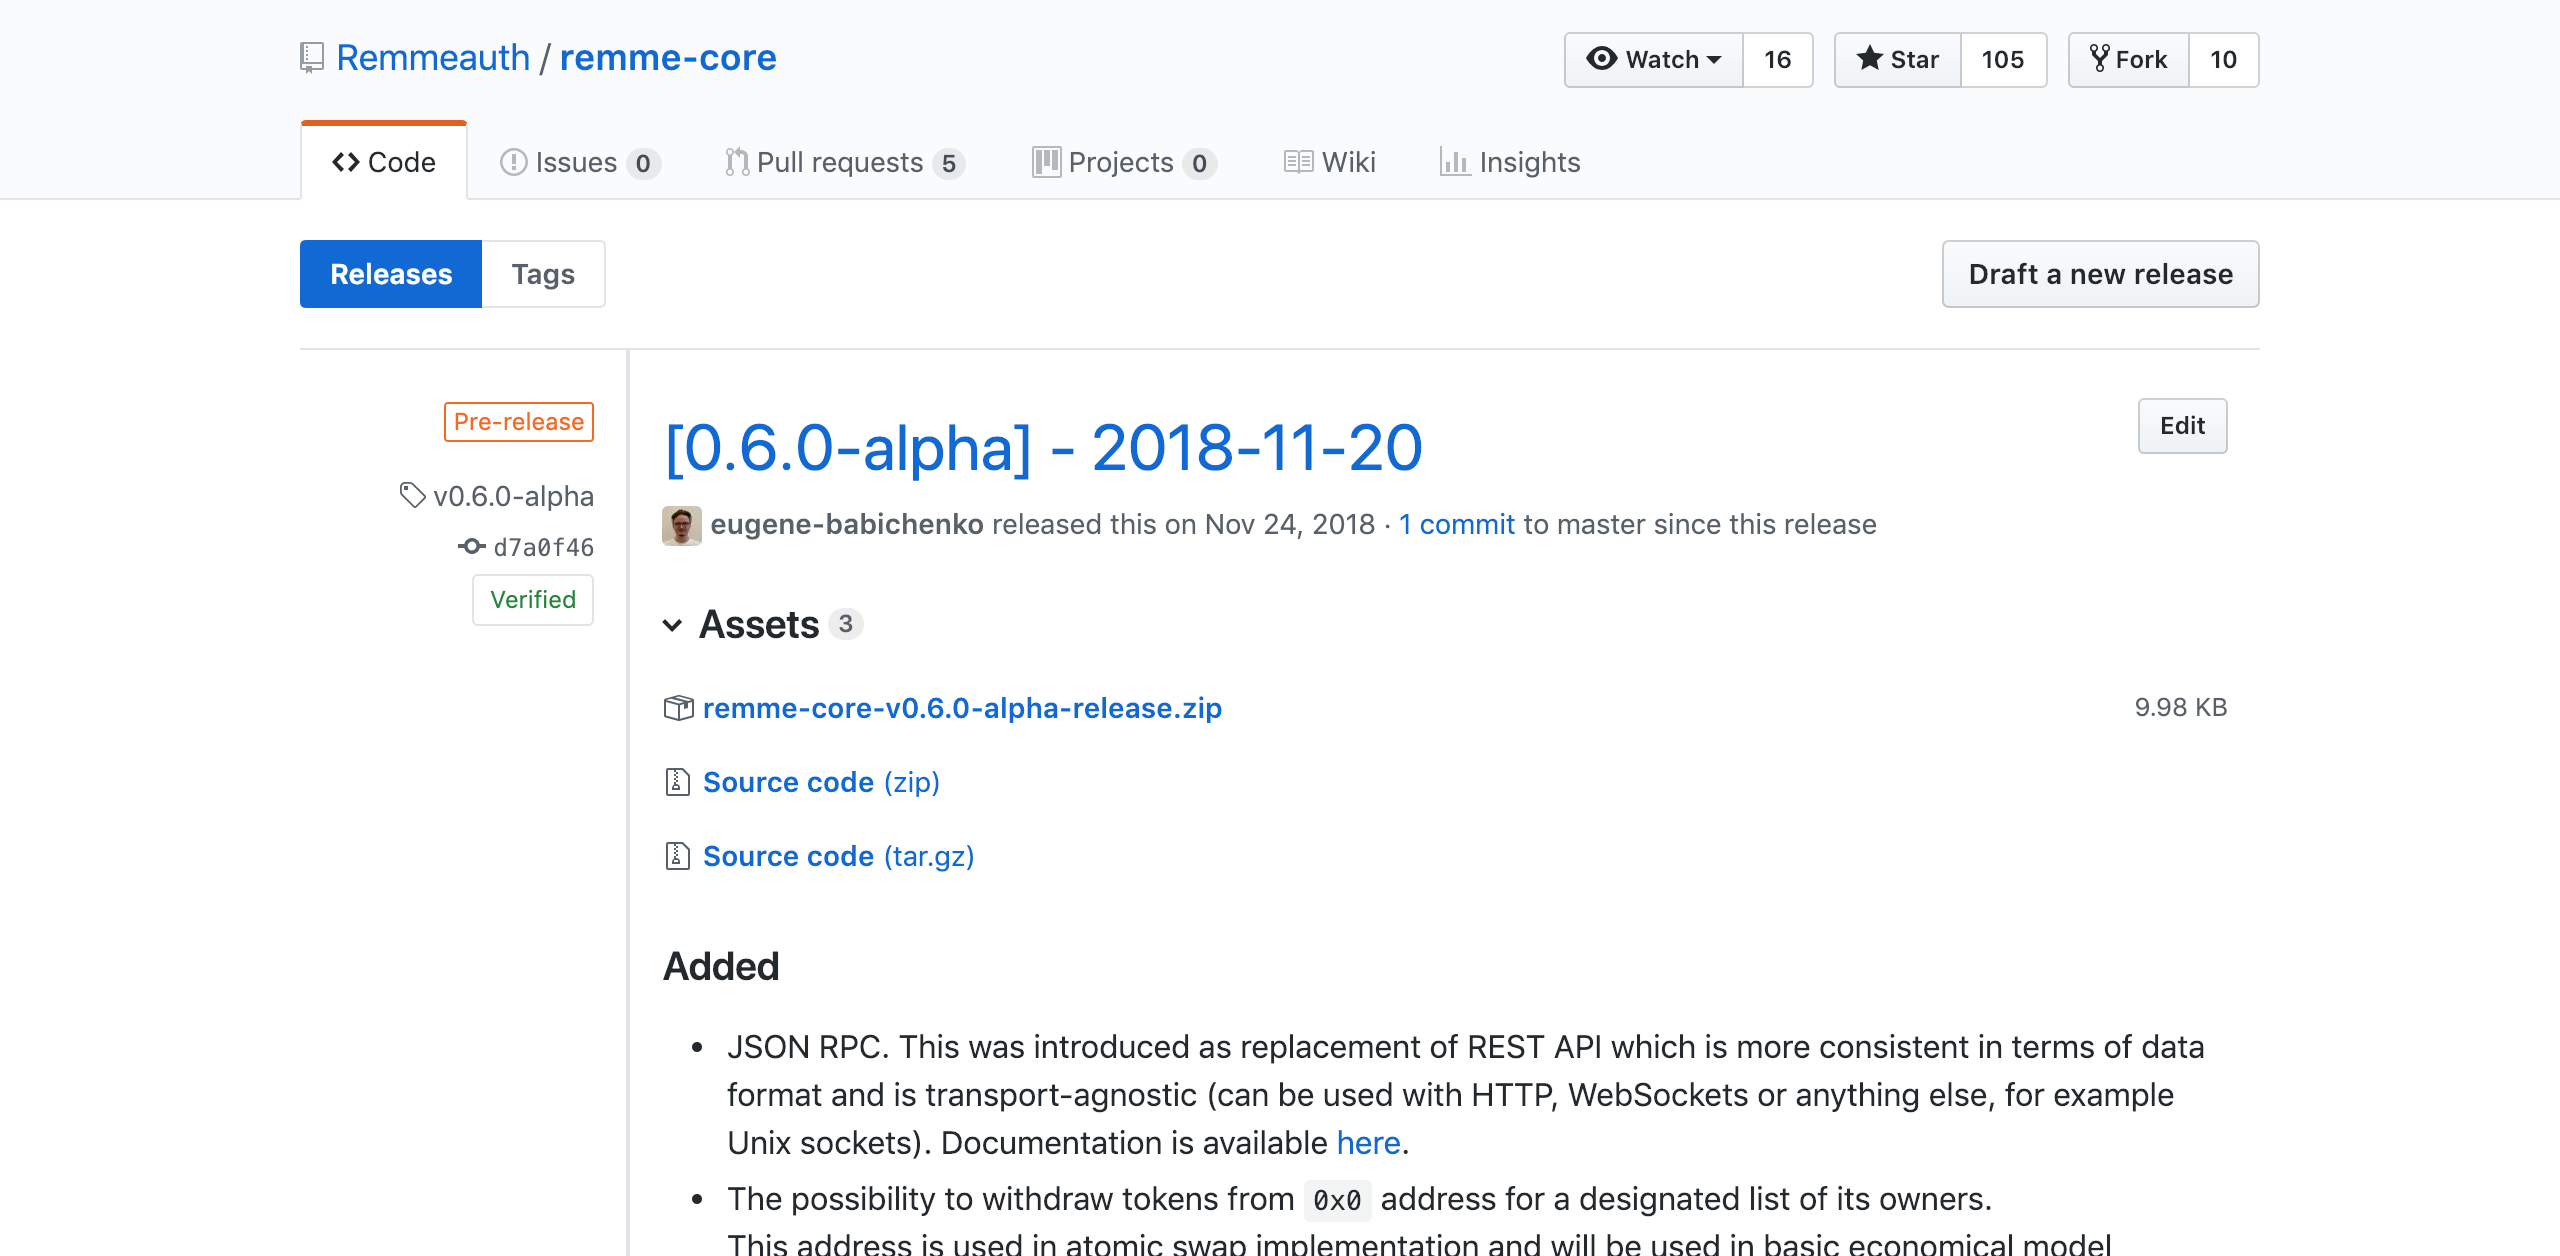 Remmeauth / remme-core
Watch 16 Star 105 Fork 10
Code Issues 0 Pull requests 5 Projects 0 Wiki Insights
Releases Tags Draft a new release
Pre-release
v0.6.0-alpha
d7a0f46
Verified
[0.6.0-alpha] - 2018-11-20 Edit
eugene-babichenko released this on Nov 24, 2018 · 1 commit to master since this release
Assets 3
remme-core-v0.6.0-alpha-release.zip 9.98 KB
Source code (zip)
Source code (tar.gz)
Added
• JSON RPC. This was introduced as replacement of REST API which is more consistent in terms of data
format and is transport-agnostic (can be used with HTTP, WebSockets or anything else, for example
Unix sockets). Documentation is available here.
• The possibility to withdraw tokens from 0x0 address for a designated list of its owners.
This address is used in atomic swap implementation and will be used in basic economical model